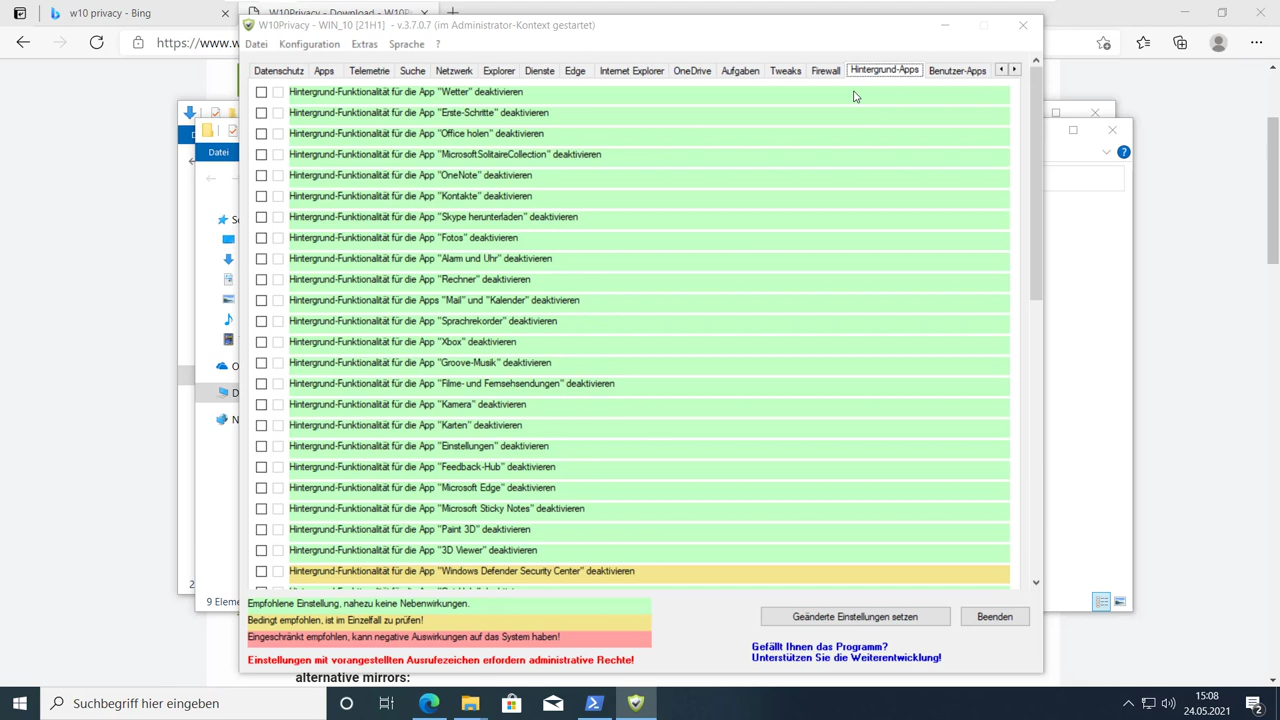 w10 privacy - Bing
W10Privacy - WIN_10 [21H1] - v.3.7.0.7 (im Administrator-Kontext gestartet)
https://www.w
Datei Konfiguration Extras Sprache ?
Datenschutz Apps Telemetrie Suche Netzwerk Explorer Dienste Edge Internet Explorer OneDrive Aufgaben Tweaks Firewall Hintergrund-Apps Benutzer-Apps
Hintergrund-Funktionalität für die App "Wetter" deaktivieren
Hintergrund-Funktionalität für die App "Erste-Schritte" deaktivieren
Hintergrund-Funktionalität für die App "Office holen" deaktivieren
Hintergrund-Funktionalität für die App "MicrosoftSolitaireCollection" deaktivieren
Datei
Hintergrund-Funktionalität für die App "OneNote" deaktivieren
Hintergrund-Funktionalität für die App "Kontakte" deaktivieren
Hintergrund-Funktionalität für die App "Skype herunterladen" deaktivieren
Hintergrund-Funktionalität für die App "Fotos" deaktivieren
Hintergrund-Funktionalität für die App "Alarm und Uhr" deaktivieren
Hintergrund-Funktionalität für die App "Rechner" deaktivieren
Hintergrund-Funktionalität für die Apps "Mail" und "Kalender" deaktivieren
Hintergrund-Funktionalität für die App "Sprachrekorder" deaktivieren
Hintergrund-Funktionalität für die App "Xbox" deaktivieren
Hintergrund-Funktionalität für die App "Groove-Musik" deaktivieren
Hintergrund-Funktionalität für die App "Filme- und Fernsehsendungen" deaktivieren
Hintergrund-Funktionalität für die App "Kamera" deaktivieren
Hintergrund-Funktionalität für die App "Karten" deaktivieren
Hintergrund-Funktionalität für die App "Einstellungen" deaktivieren
Hintergrund-Funktionalität für die App "Feedback-Hub" deaktivieren
Hintergrund-Funktionalität für die App "Microsoft Edge" deaktivieren
Hintergrund-Funktionalität für die App "Microsoft Sticky Notes" deaktivieren
Hintergrund-Funktionalität für die App "Paint 3D" deaktivieren
Hintergrund-Funktionalität für die App "3D Viewer" deaktivieren
Hintergrund-Funktionalität für die App "Windows Defender Security Center" deaktivieren
9 Elemente
Empfohlene Einstellung, nahezu keine Nebenwirkungen.
Bedingt empfohlen, ist im Einzelfall zu prüfen!
Eingeschränkt empfohlen, kann negative Auswirkungen auf das System haben!
Einstellungen mit vorangestellten Ausrufezeichen erfordern administrative Rechte!
Geänderte Einstellungen setzen Beenden
Gefällt Ihnen das Programm?
Unterstützen Sie die Weiterentwicklung!
alternative mirrors:
Suchbegriff hier eingeben
15:08
24.05.2021
2